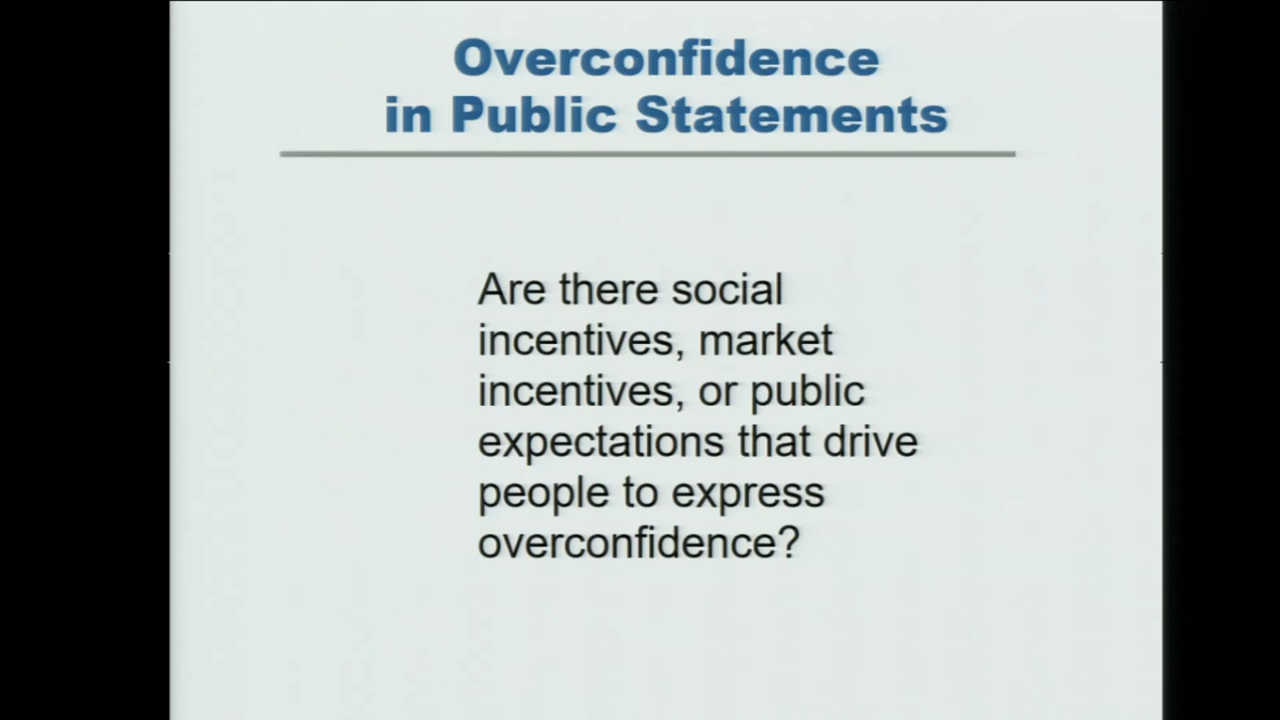 Overconfidence
in Public Statements
Are there social
incentives, market
incentives, or public
expectations that drive
people to express
overconfidence?